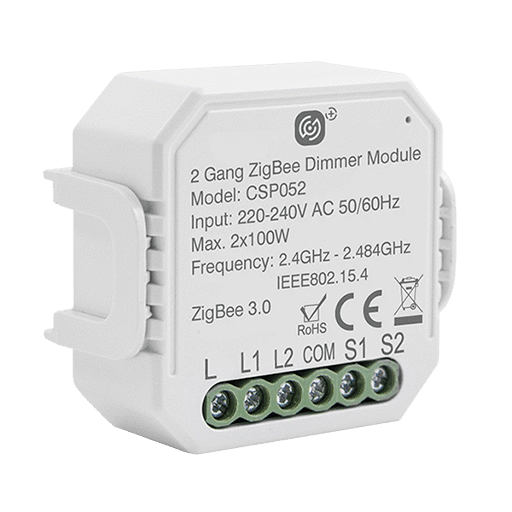 2 Gang ZigBee Dimmer Module
Model: CSP052
Input: 220-240V AC 50/60Hz
Max. 2x100W
Frequency: 2.4GHz - 2.484GHz
IEEE802.15.4
ZigBee 3.0
RoHS CE
L L1 L2 COM S1 S2